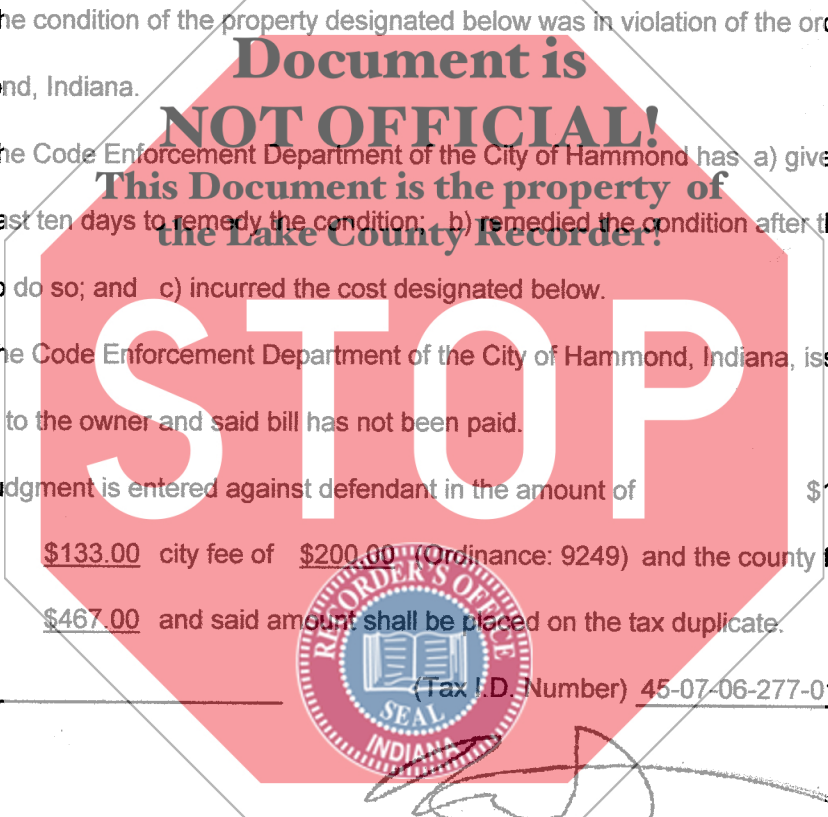 he condition of the property designated below was in violation of the or
Document is
nd, Indiana.
NOT OFFICIAL!
he Code Enforcement Department of the City of Hammond has a) give
This Document is the property of
ast ten days to remedy the condition; b) remedied the condition after t
the Lake County Recorder!
do so; and c) incurred the cost designated below.
STOP
he Code Enforcement Department of the City of Hammond, Indiana, is
to the owner and said bill has not been paid.
dgment is entered against defendant in the amount of $1
$133.00 city fee of $200.00 (Ordinance: 9249) and the county
$467.00 and said amount shall be placed on the tax duplicate.
RECORDER'S OFFICE
SEAL
INDIANA
(Tax I.D. Number) 45-07-06-277-0